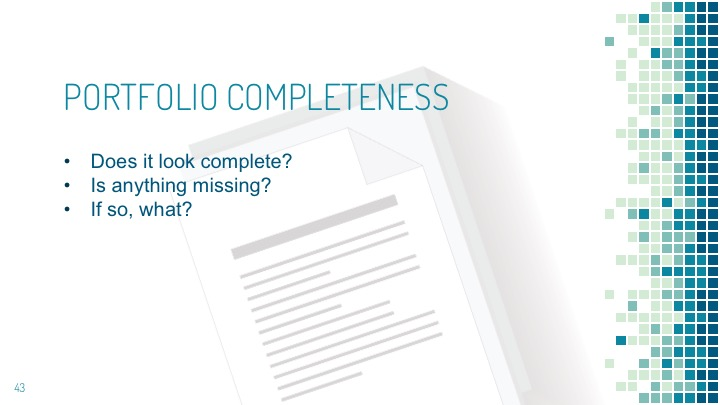 PORTFOLIO COMPLETENESS
• Does it look complete?
• Is anything missing?
• If so, what?
43